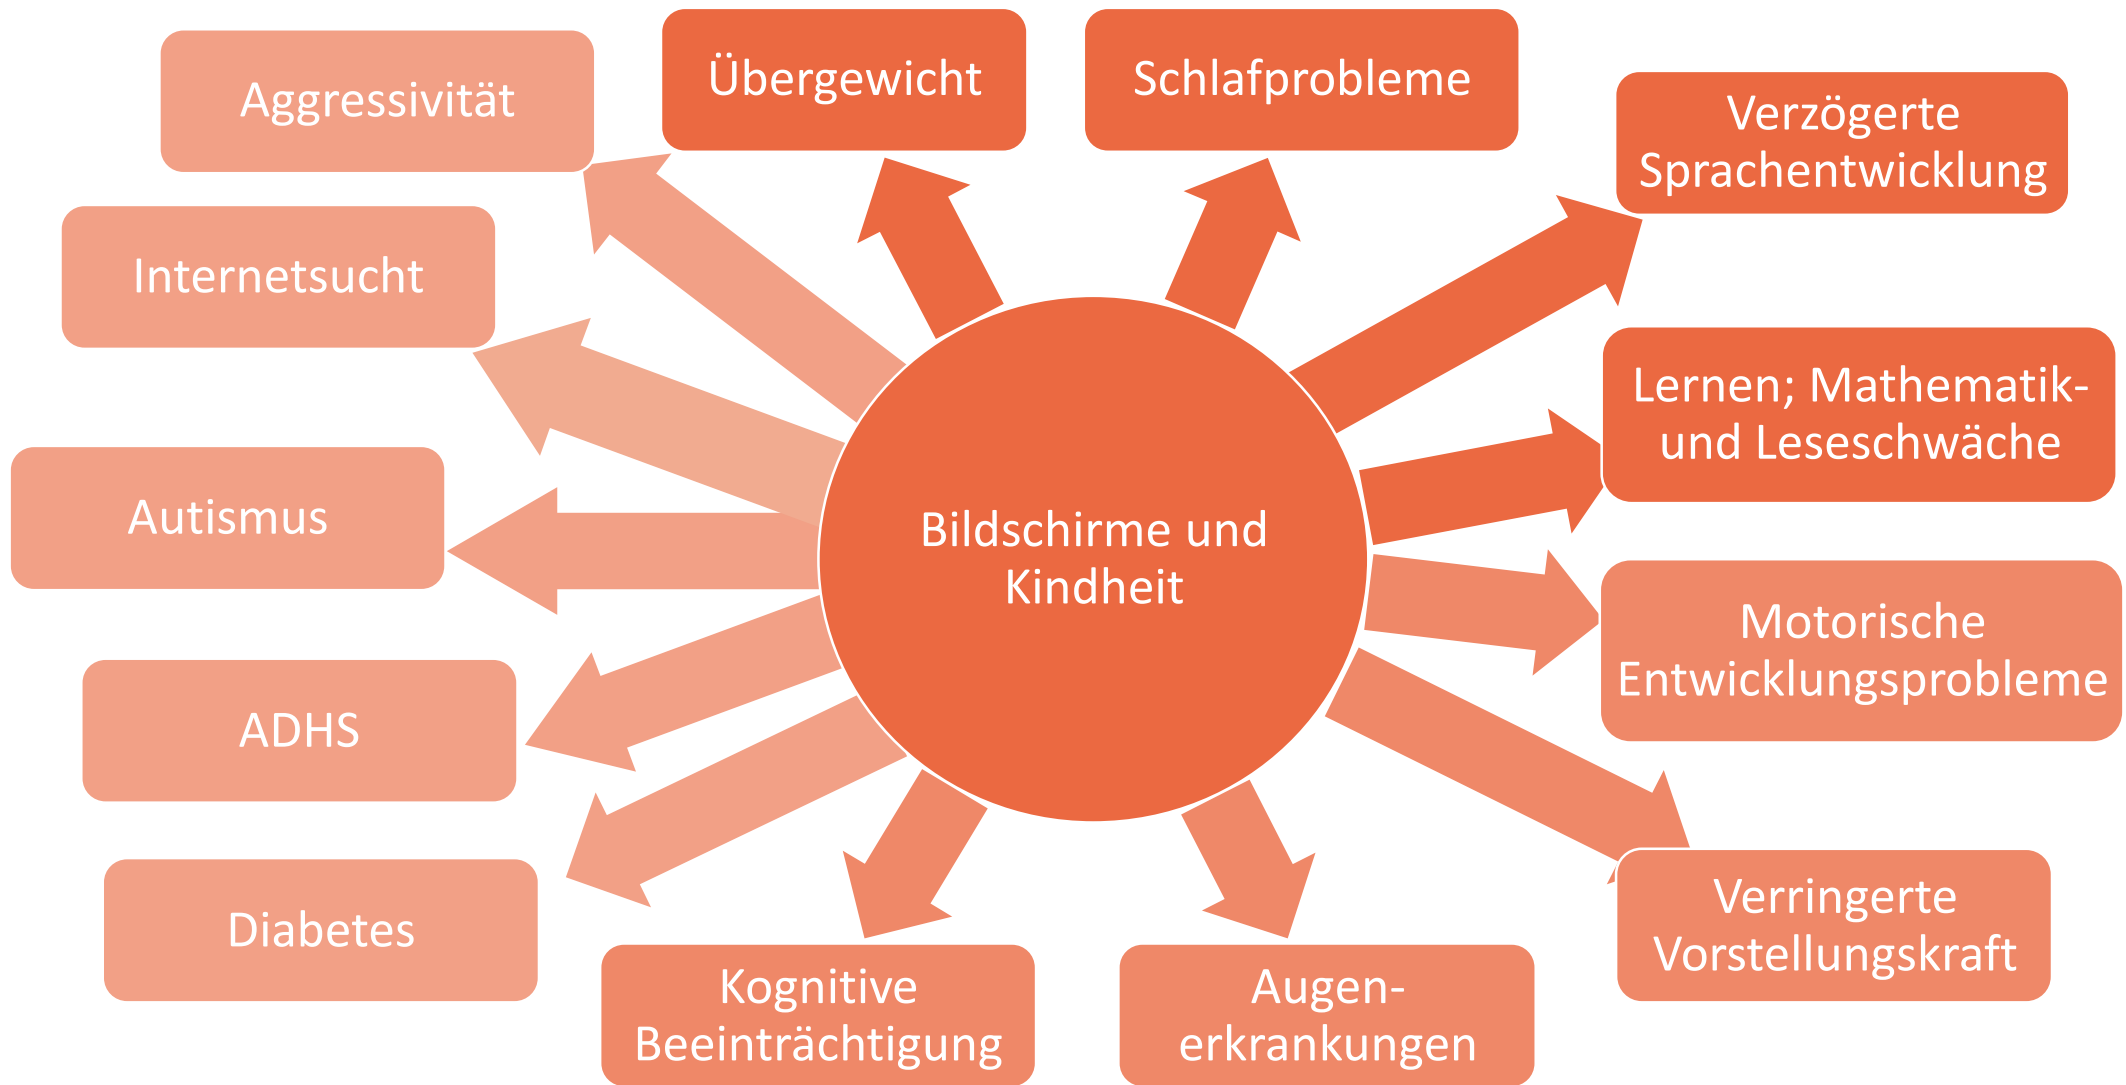 Übergewicht
Schlafprobleme
Verzögerte
Sprachentwicklung
Lernen; Mathematik-
und Leseschwäche
Motorische
Entwicklungsprobleme
Verringerte
Vorstellungskraft
Augen-
erkrankungen
Kognitive
Beeinträchtigung
Diabetes
ADHS
Autismus
Internetsucht
Aggressivität
Bildschirme und
Kindheit